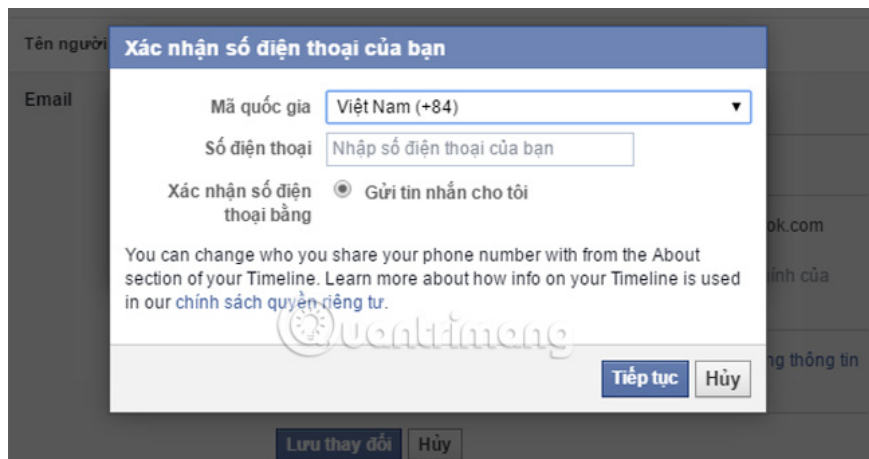 Tên người
Xác nhận số điện thoại của bạn
Email
Mã quốc gia
Việt Nam (+84)
Số điện thoại
Nhập số điện thoại của bạn
Xác nhận số điện
thoại bằng
Gửi tin nhắn cho tôi
You can change who you share your phone number with from the About
section of your Timeline. Learn more about how info on your Timeline is used
in our chính sách quyền riêng tư.
ok.com
ính của
Quantrimang
ng thông tin
Tiếp tục
Hủy
Lưu thay đổi
Hủy